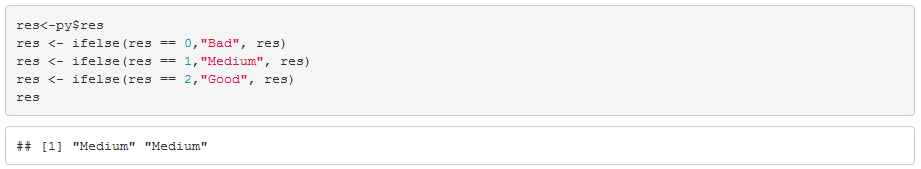 res<-py$res
res <- ifelse(res == 0,"Bad", res)
res <- ifelse(res == 1,"Medium", res)
res <- ifelse(res == 2,"Good", res)
res
## [1] "Medium" "Medium"